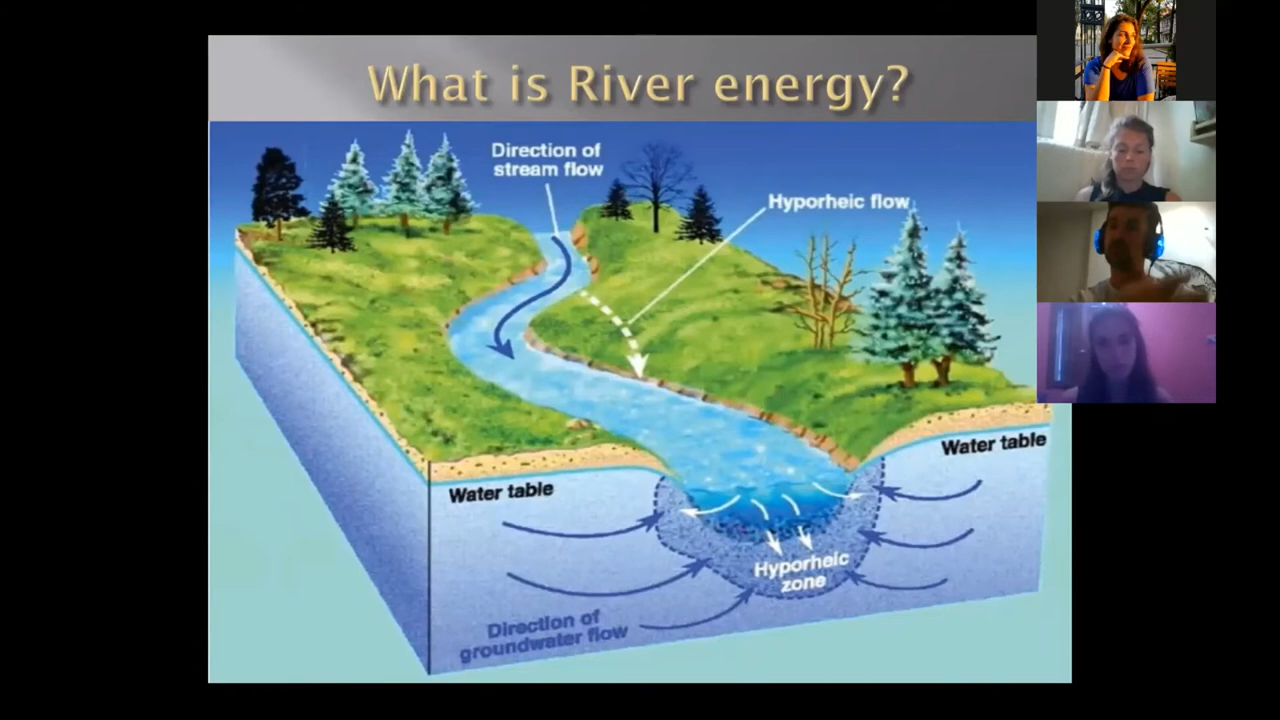 What is River energy?
Direction of
stream flow
Hyporheic flow
Water table
Water table
Hyporheic
zone
Direction of
groundwater flow